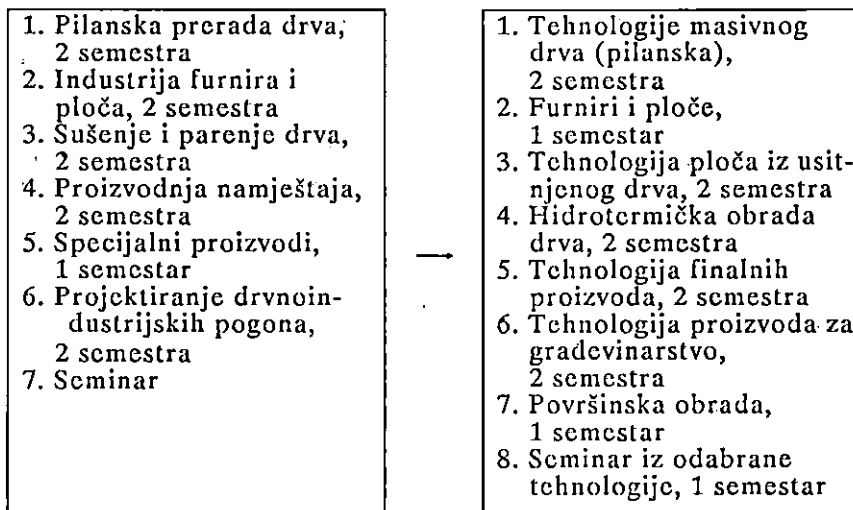 1. Pilanska prerada drva,
2 semestra
2. Industrija furnira i
ploča, 2 semestra
3. Sušenje i parenje drva,
2 semestra
4. Proizvodnja namještaja,
2 semestra
5. Specijalni proizvodi,
1 semestar
6. Projektiranje drvnoin-
dustrijskih pogona,
2 semestra
7. Seminar
→
1. Tehnologije masivnog
drva (pilanska),
2 semestra
2. Furniri i ploče,
1 semestar
3. Tehnologija ploča iz usit-
njenog drva, 2 semestra
4. Hidrotermička obrada
drva, 2 semestra
5. Tehnologija finalnih
proizvoda, 2 semestra
6. Tehnologija proizvoda za
građevinarstvo,
2 semestra
7. Površinska obrada,
1 semestar
8. Seminar iz odabrane
tehnologije, 1 semestar